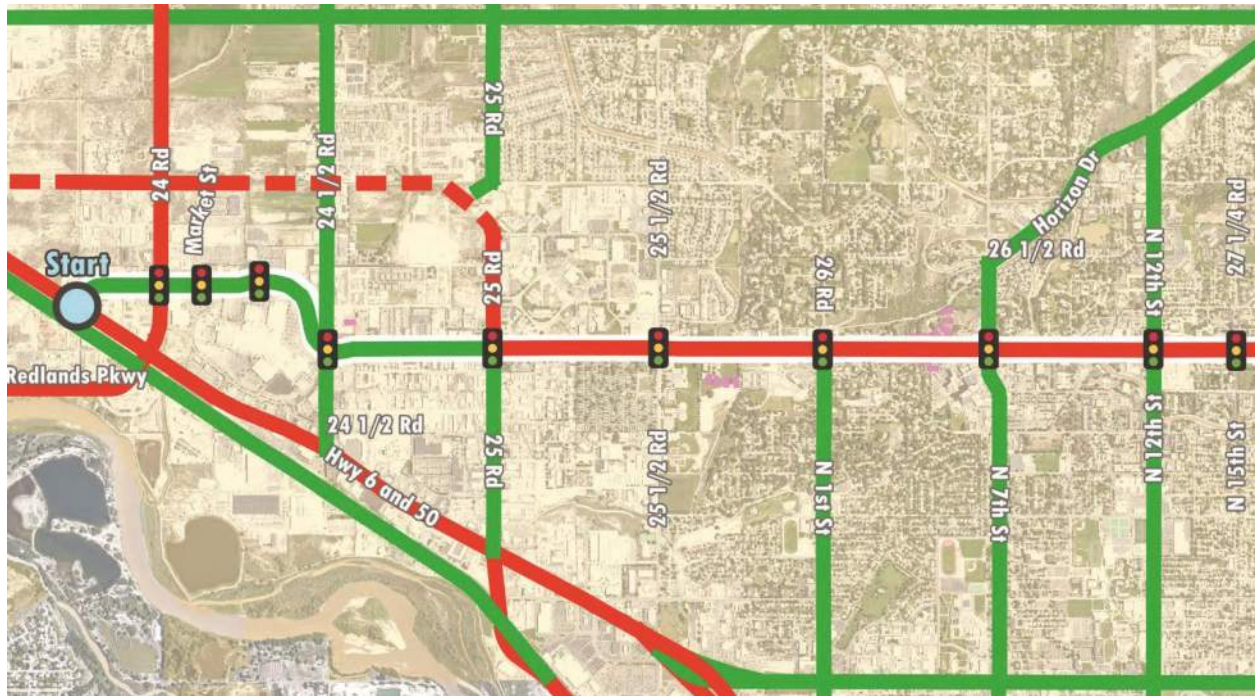 25 Rd
24 Rd
Market St
24 1/2 Rd
25 1/2 Rd
Horizon Dr
26 1/2 Rd
N 12th St
27 1/4 Rd
Start
25 Rd
26 Rd
Redlands Pkwy
24 1/2 Rd
Hwy 6 and 50
25 Rd
25 1/2 Rd
N 1st St
N 7th St
N 12th St
N 15th St